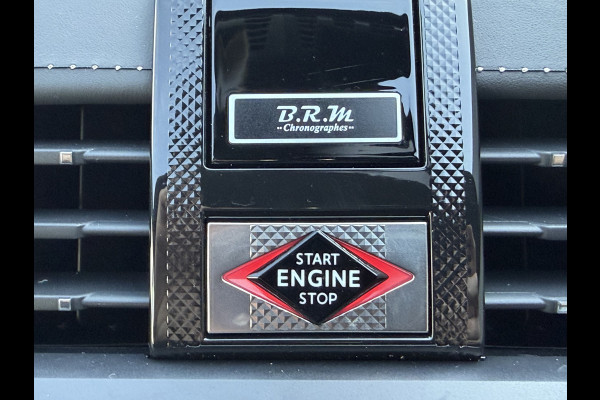 B.R.M
Chronographes
START
ENGINE
STOP